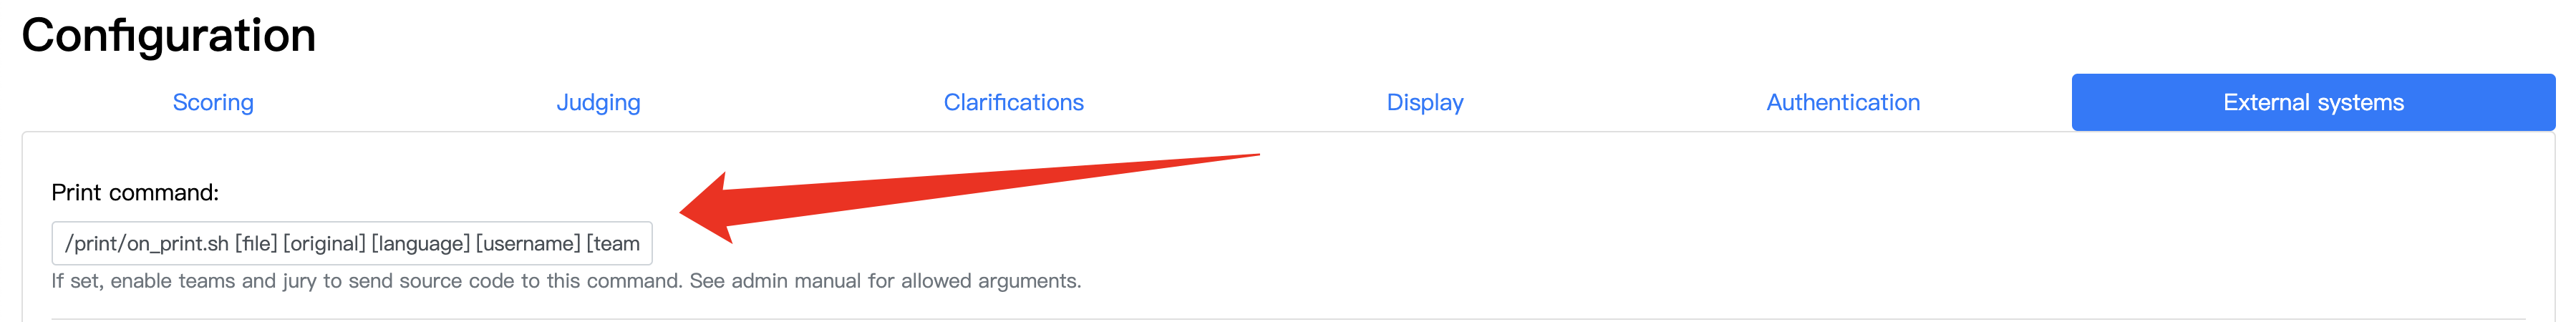 Configuration
Scoring Judging Clarifications Display Authentication External systems
Print command:
/print/on_print.sh [file] [original] [language] [username] [team
If set, enable teams and jury to send source code to this command. See admin manual for allowed arguments.